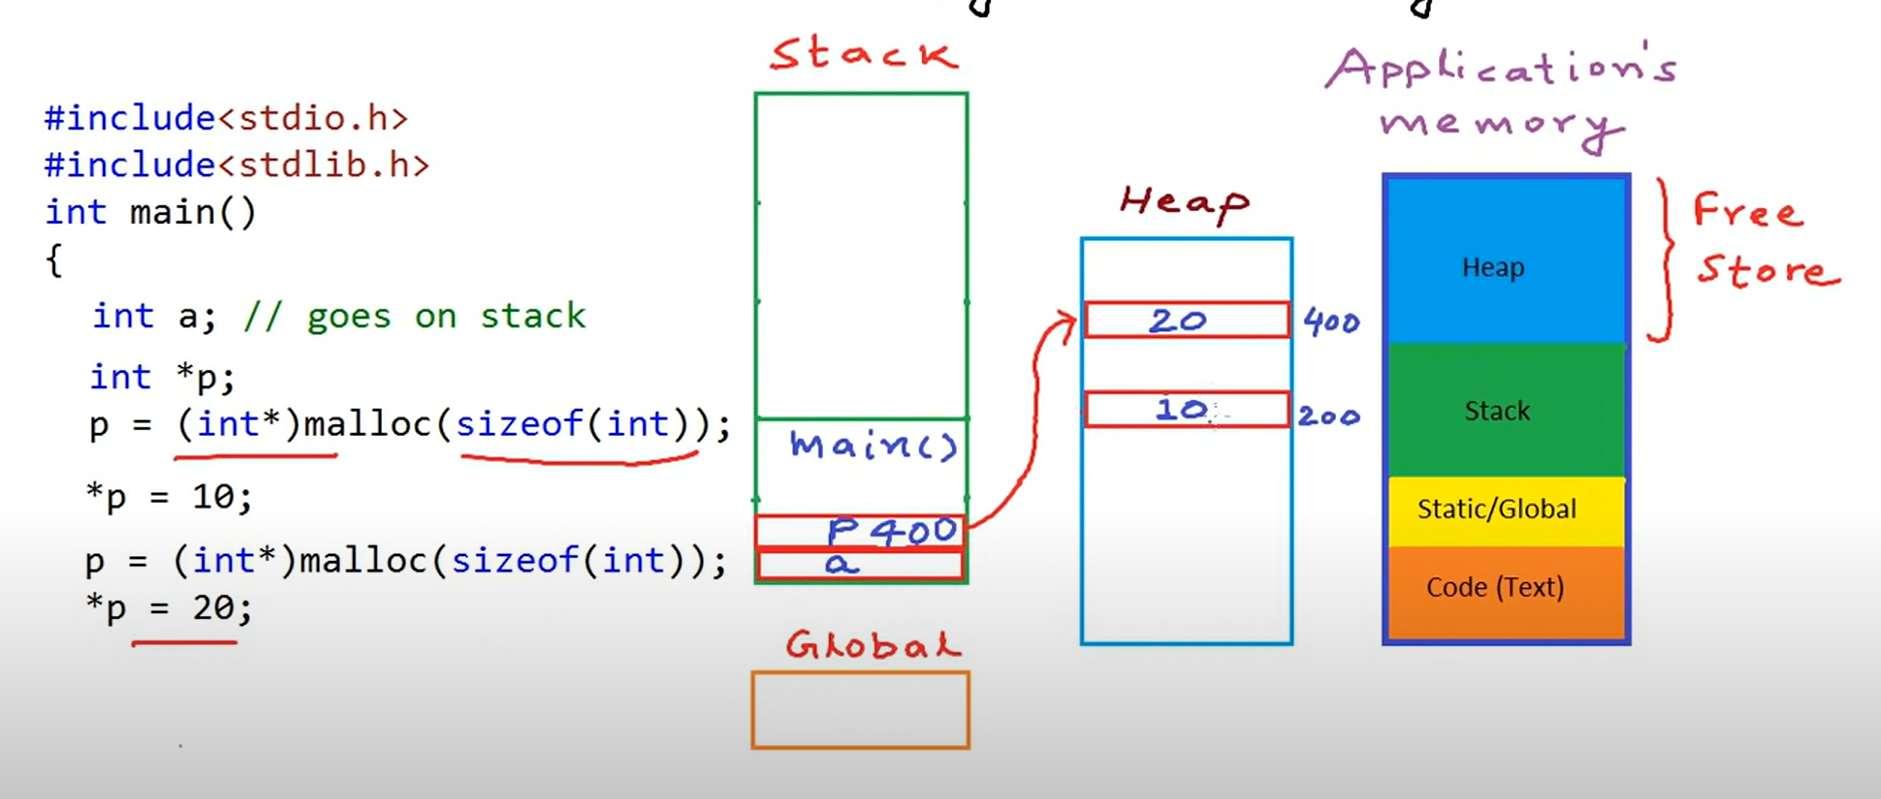 #include<stdio.h>
#include<stdlib.h>
int main()
{
int a; // goes on stack
int *p;
p = (int*)malloc(sizeof(int));
*p = 10;
p = (int*)malloc(sizeof(int));
*p = 20;
Stack
main()
P 400
a
Global
Heap
20 400
10 200
Application's
memory
Heap
Stack
Static/Global
Code (Text)
Free
Store